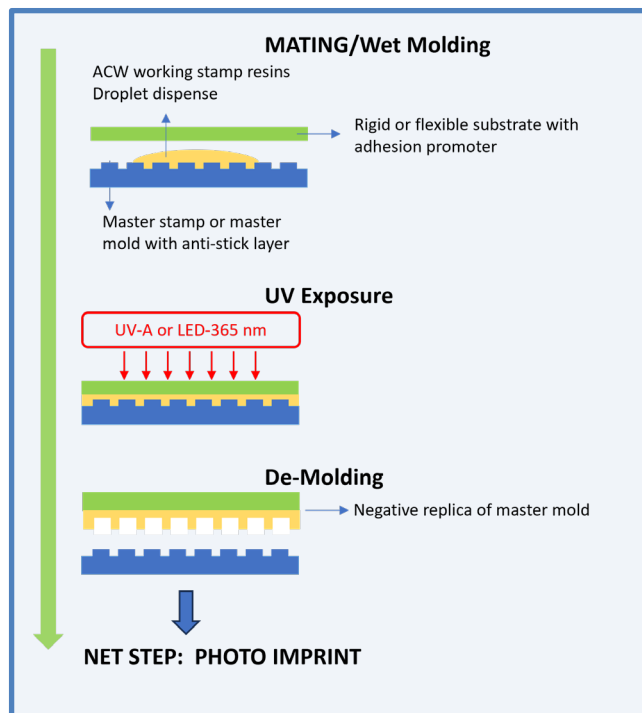 MATING/Wet Molding
ACW working stamp resins
Droplet dispense
Rigid or flexible substrate with
adhesion promoter
Master stamp or master
mold with anti-stick layer
UV Exposure
UV-A or LED-365 nm
De-Molding
Negative replica of master mold
NET STEP: PHOTO IMPRINT